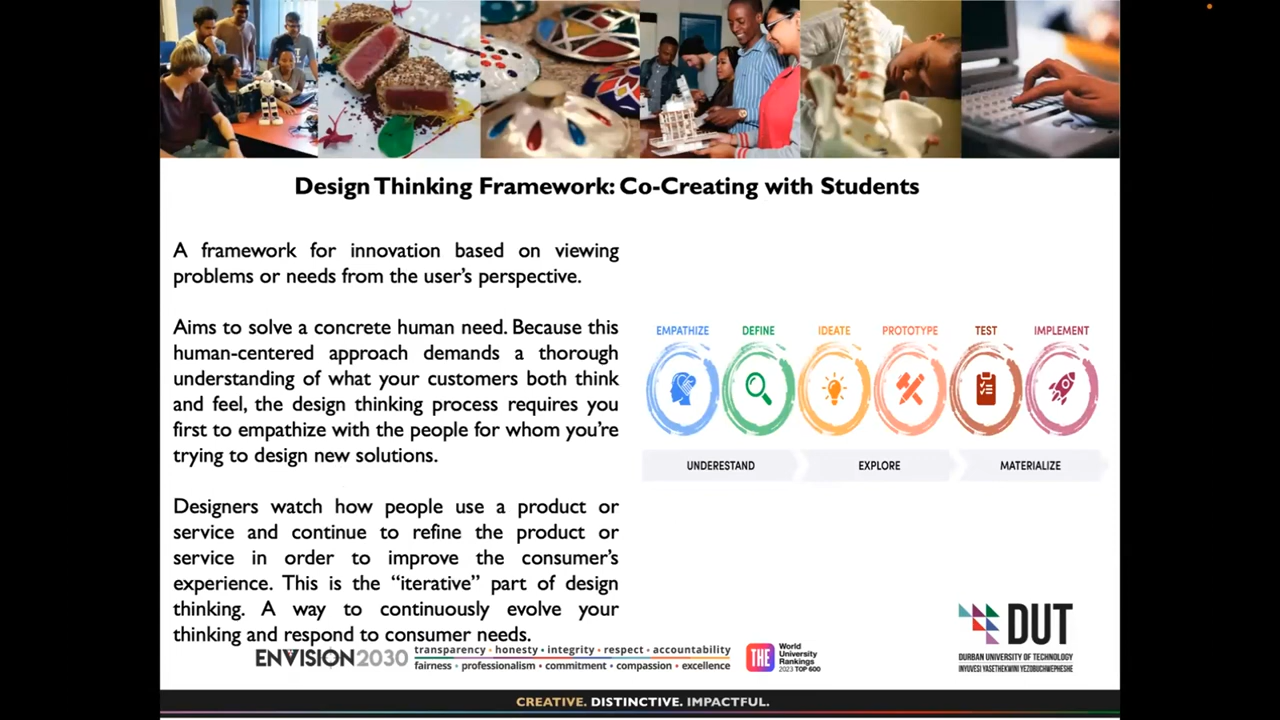 Design Thinking Framework: Co-Creating with Students
A framework for innovation based on viewing
problems or needs from the user's perspective.
Aims to solve a concrete human need. Because this
human-centered approach demands a thorough
understanding of what your customers both think
and feel, the design thinking process requires you
first to empathize with the people for whom you're
trying to design new solutions.
Designers watch how people use a product or
service and continue to refine the product or
service in order to improve the consumer's
experience. This is the “iterative” part of design
thinking. A way to continuously evolve your
thinking and respond to consumer needs.
EMPATHIZE DEFINE IDEATE PROTOTYPE TEST IMPLEMENT
UNDERESTAND EXPLORE MATERIALIZE
ENVISION2030
transparency • honesty • integrity • respect • accountability
fairness • professionalism • commitment • compassion • excellence
THE
World
University
Rankings
2023 TOP 600
DUT
DURBAN UNIVERSITY OF TECHNOLOGY
INYUVESI YASETHEKWINI YEZOBUCHWEPHESHE
CREATIVE. DISTINCTIVE. IMPACTFUL.